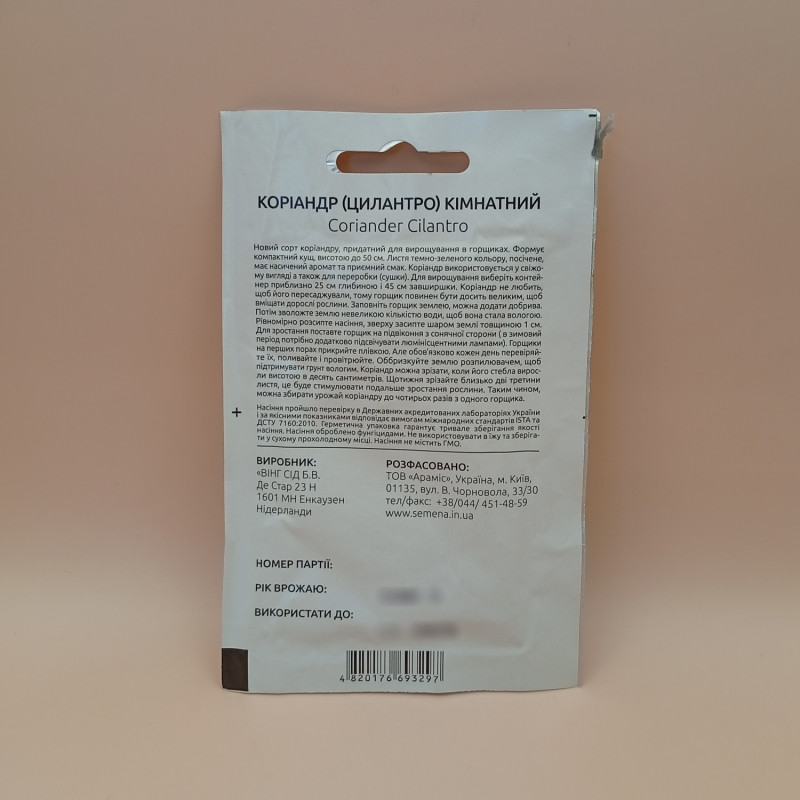 КОРІАНДР (ЦИЛАНТРО) КІМНАТНИЙ
Coriander Cilantro
Новий сорт коріандру, придатний для вирощування в горщиках. Формує
компактний кущ, висотою до 50 см. Листя темно-зеленого кольору, посічене,
має насичений аромат та приємний смак. Коріандр використовується у свіжо-
му вигляді а також для переробки (сушки). Для вирощування виберіть контей-
нер приблизно 25 см глибиною і 45 см завширшки. Коріандр не любить,
щоб його пересаджували, тому горщик повинен бути досить великим, щоб
вміщати дорослі рослини. Заповніть горщик землею, можна додати добрива.
Потім зволожте землю невеликою кількістю води, щоб вона стала вологою.
Рівномірно розсипте насіння, зверху засипте шаром землі товщиною 1 см.
Для зростання поставте горщик на підвіконня з сонячної сторони ( в зимовий
період потрібно додатково підсвічувати люмінісцентними лампами). Горщики
на перших порах прикрийте плівкою. Але обов'язково кожен день перевіряй-
те їх, поливайте і провітрюйте. Оббризкуйте землю розпилювачем, щоб
підтримувати грунт вологим. Коріандр можна зрізати, коли його стебла вирос-
ли висотою в десять сантиметрів. Щотижня зрізайте близько дві третини
листя, це буде стимулювати подальше зростання рослини. Таким чином,
можна збирати урожай коріандру до чотирьох разів з одного горщика.
Насіння пройшло перевірку в Державних акредитованих лабораторіях України
і за якісними показниками відповідає вимогам міжнародних стандартів ISTA та
ДСТУ 7160:2010. Герметична упаковка гарантує тривале зберігання якості
насіння. Насіння оброблено фунгіцидами. Не використовувати в їжу та зберіга-
ти у сухому прохолодному місці. Насіння не містить ГМО.
ВИРОБНИК:
«ВІНГ СІД Б.В.
Де Стар 23 Н
1601 МН Енкаузен
Нідерланди
РОЗФАСОВАНО:
ТОВ «Араміс», Україна, м. Київ,
01135, вул. В. Чорновола, 33/30
тел/факс: +38/044/ 451-48-59
www.semena.in.ua
НОМЕР ПАРТІЇ:
РІК ВРОЖАЮ:
ВИКОРИСТАТИ ДО:
4 820176 693297